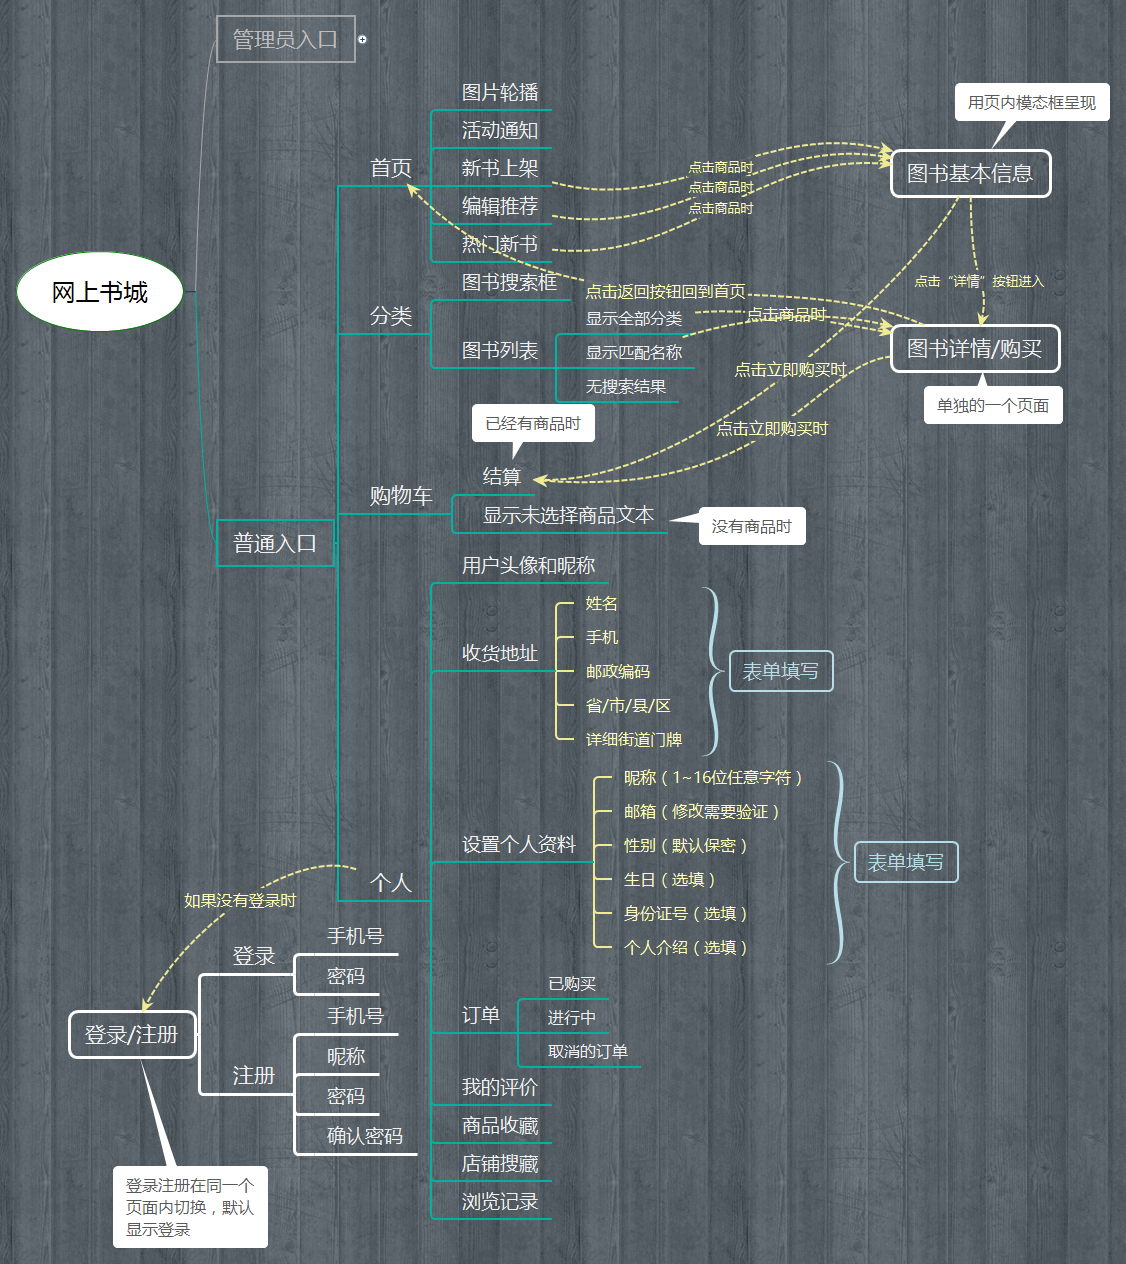 管理员入口
网上书城
普通入口
首页
图片轮播
活动通知
新书上架
编辑推荐
热门新书
点击商品时
点击商品时
点击商品时
用页内模态框呈现
图书基本信息
点击“详情”按钮进入
分类
图书搜索框
图书列表
显示全部分类
显示匹配名称
无搜索结果
点击返回按钮回到首页
点击商品时
图书详情/购买
单独的一个页面
点击立即购买时
点击立即购买时
购物车
已经有商品时
结算
显示未选择商品文本
没有商品时
个人
用户头像和昵称
收货地址
姓名
手机
邮政编码
省/市/县/区
详细街道门牌
表单填写
设置个人资料
昵称（1~16位任意字符）
邮箱（修改需要验证）
性别（默认保密）
生日（选填）
身份证号（选填）
个人介绍（选填）
表单填写
订单
已购买
进行中
取消的订单
我的评价
商品收藏
店铺搜藏
浏览记录
如果没有登录时
登录/注册
登录
手机号
密码
注册
手机号
昵称
密码
确认密码
登录注册在同一个
页面内切换，默认
显示登录